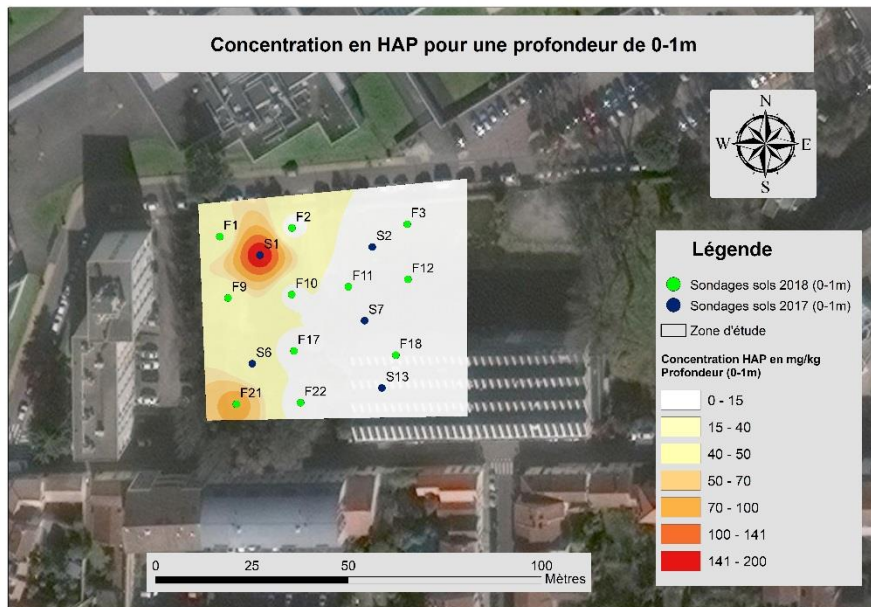 Concentration en HAP pour une profondeur de 0-1m
N
W E
S
F1
F2
F3
S1
S2
F9
F10
F11
F12
S7
F17
F18
S6
S13
F21
F22
Légende
Sondages sols 2018 (0-1m)
Sondages sols 2017 (0-1m)
Zone d'étude
Concentration HAP en mg/kg
Profondeur (0-1m)
0 - 15
15 - 40
40 - 50
50 - 70
70 - 100
100 - 141
141 - 200
0 25 50 100
Mètres